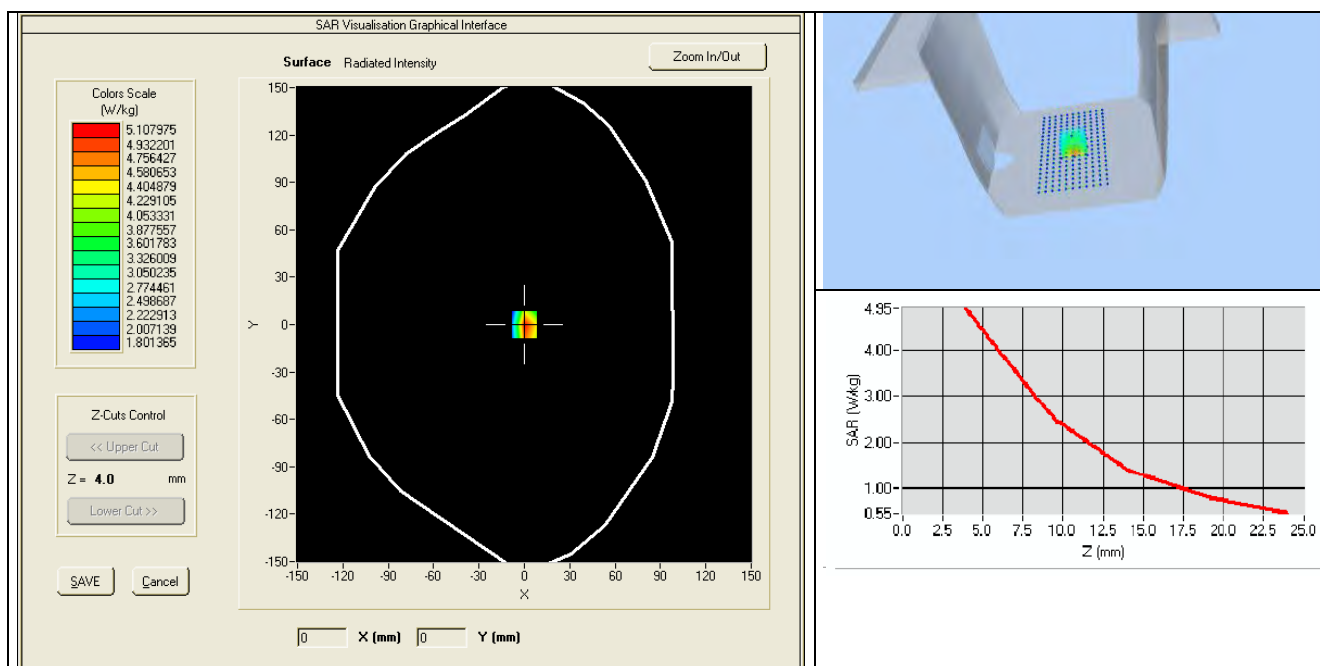 SAR Visualisation Graphical Interface
Surface Radiated Intensity
Zoom In/Out
Colors Scale
(W/kg)
5.107975
4.932201
4.756427
4.580653
4.404879
4.229105
4.053331
3.877557
3.601783
3.326009
3.050235
2.774461
2.498687
2.222913
2.007139
1.801365
Z-Cuts Control
<< Upper Cut
Z = 4.0 mm
Lower Cut >>
SAVE Cancel
150
120
90
60
30
0
-30
-60
-90
-120
-150
Y
-150 -120 -90 -60 -30 0 30 60 90 120 150
X
0 X (mm) 0 Y (mm)
4.95
4.00
3.00
2.00
1.00
0.55
SAR (W/kg)
0.0 2.5 5.0 7.5 10.0 12.5 15.0 17.5 20.0 22.5 25.0
Z (mm)